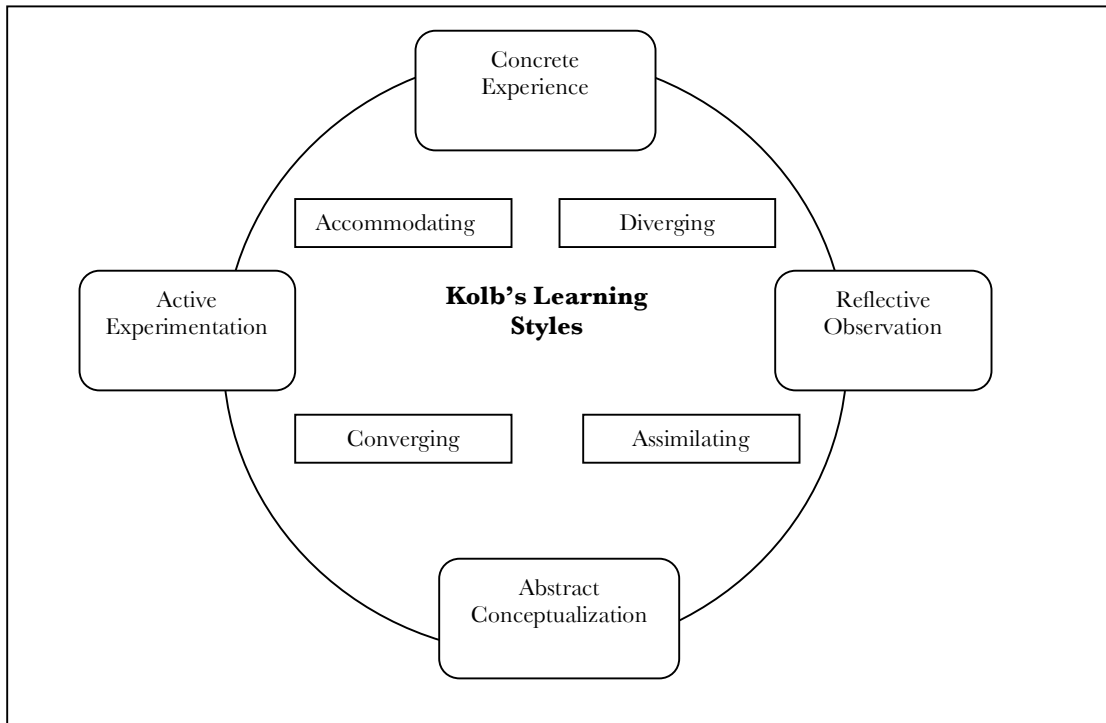 Concrete
Experience
Accommodating
Diverging
Kolb’s Learning
Styles
Active
Experimentation
Reflective
Observation
Converging
Assimilating
Abstract
Conceptualization